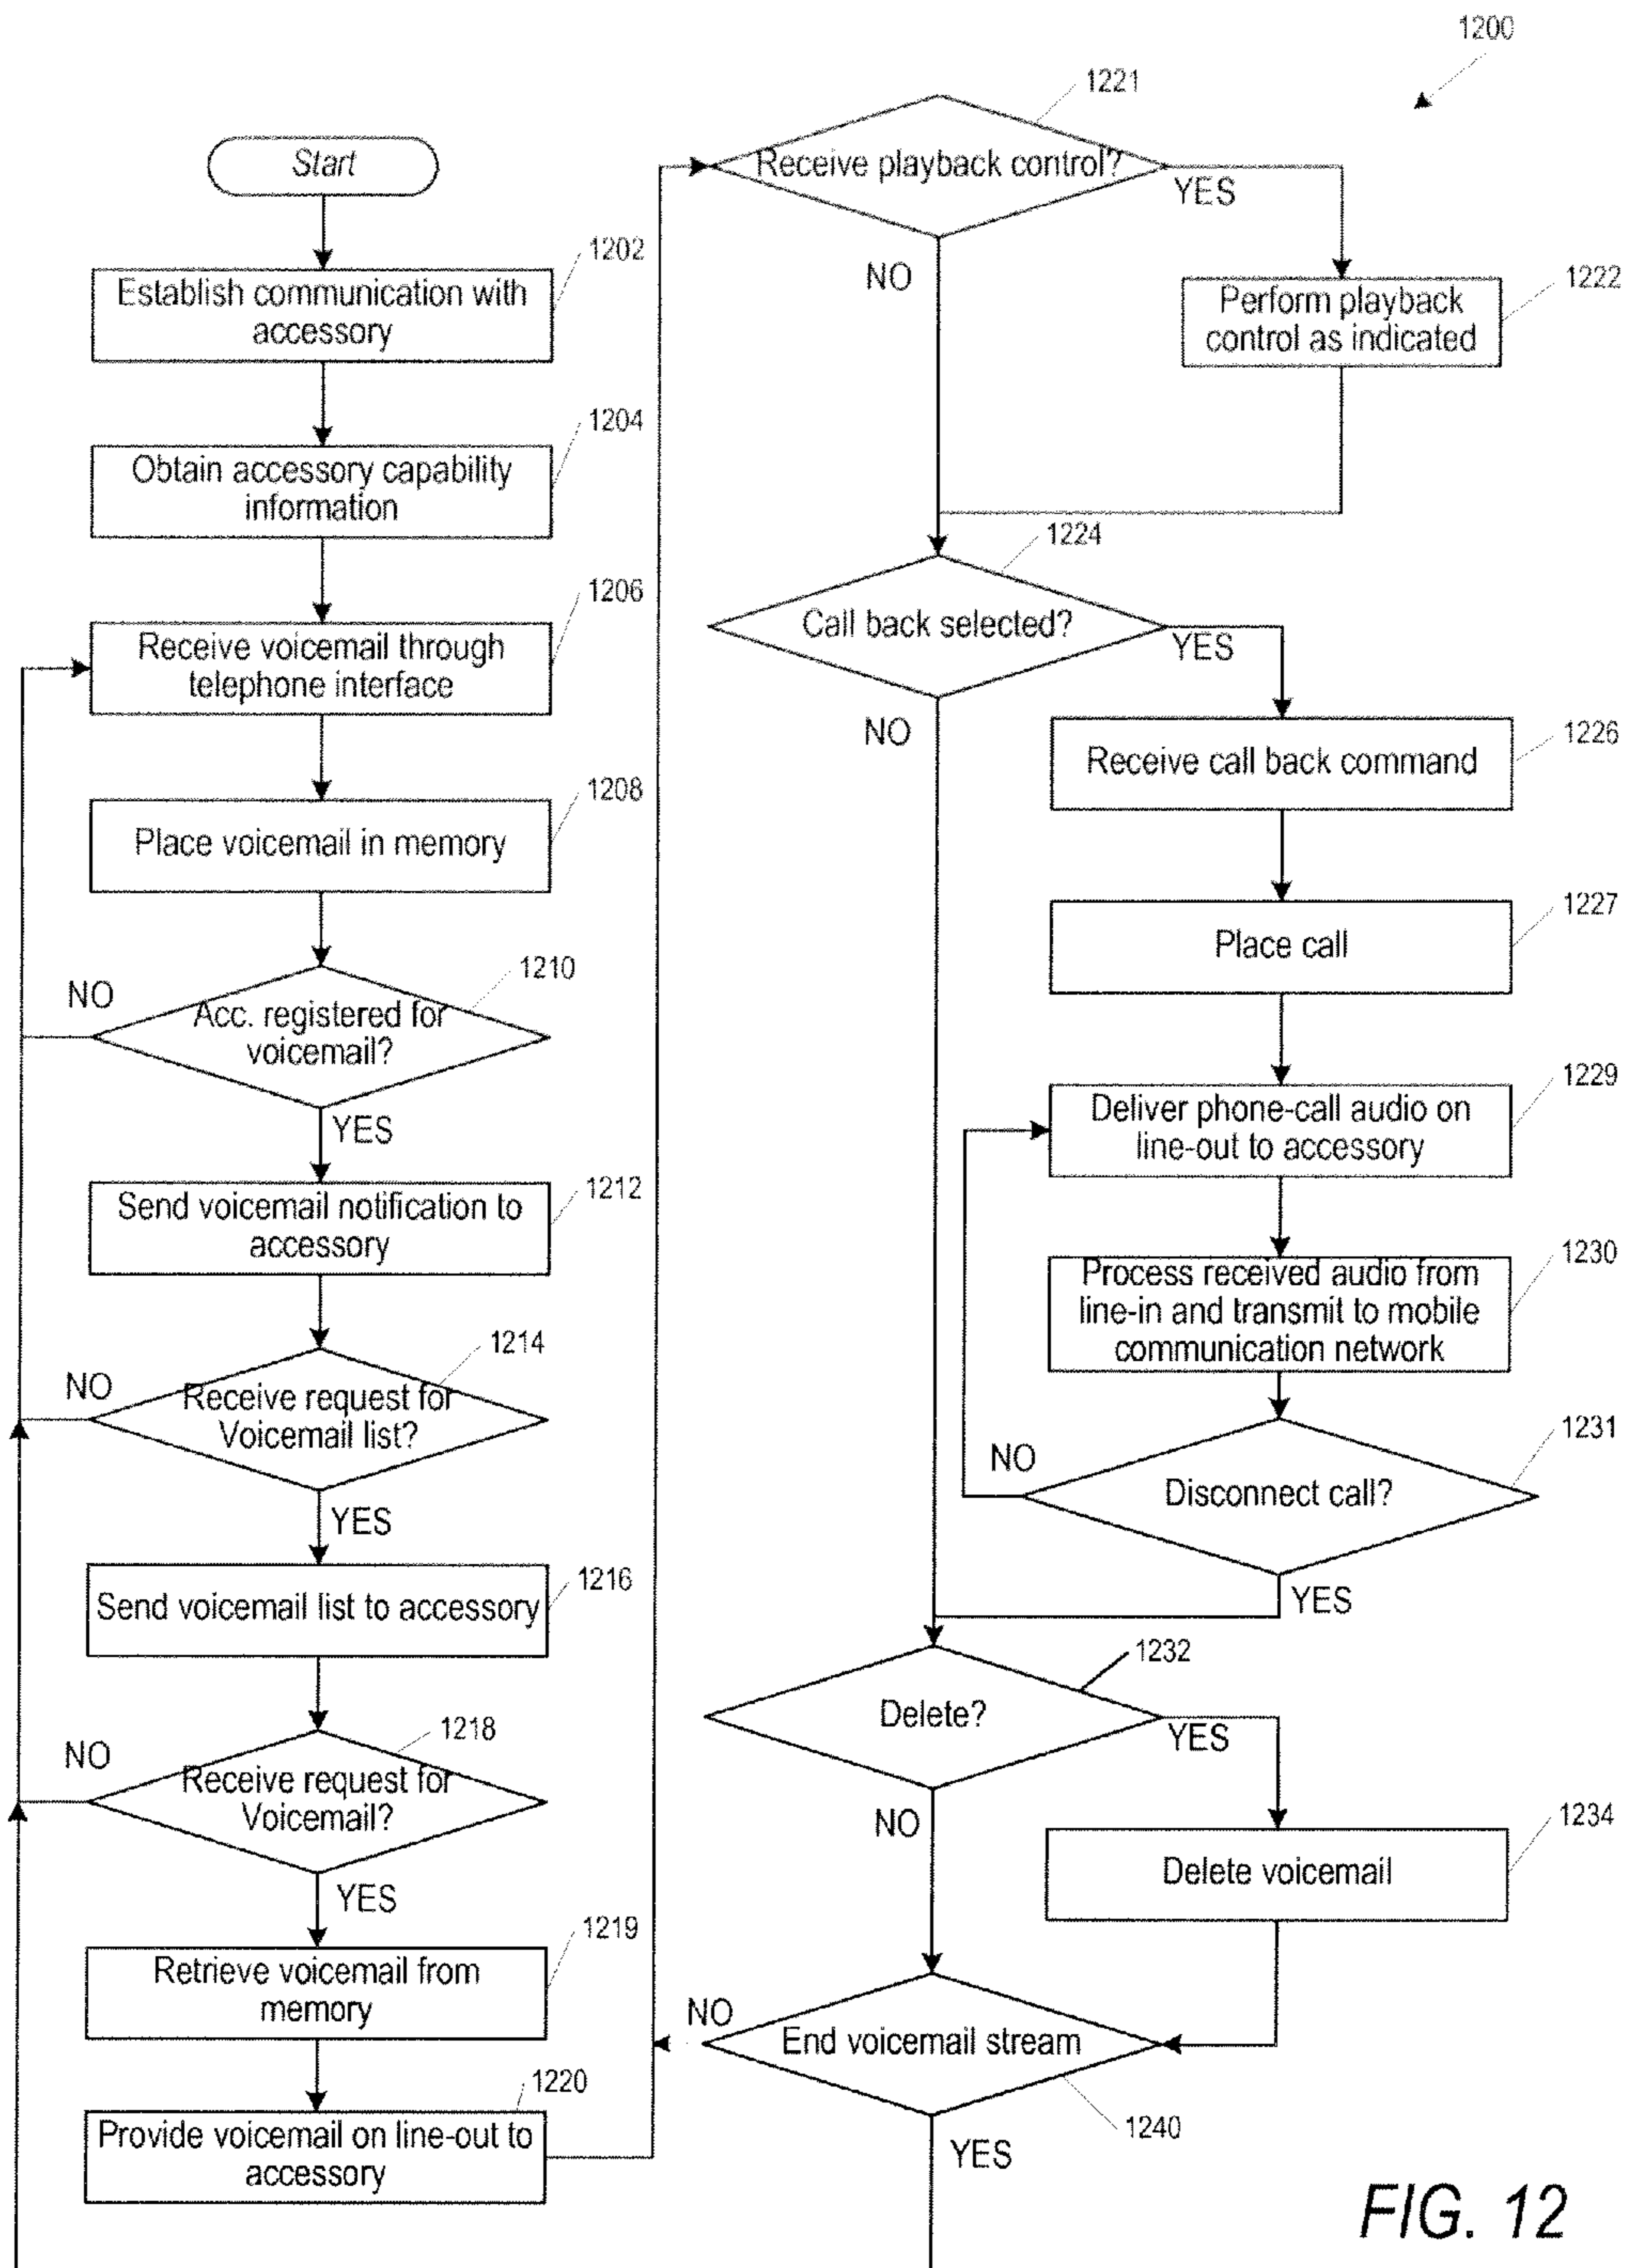 1200
Start
1202
Establish communication with
accessory
1204
Obtain accessory capability
information
1206
Receive voicemail through
telephone interface
1208
Place voicemail in memory
1210
NO
Acc. registered for
voicemail?
YES
1212
Send voicemail notification to
accessory
1214
NO
Receive request for
Voicemail list?
YES
1216
Send voicemail list to accessory
1218
NO
Receive request for
Voicemail?
YES
1219
Retrieve voicemail from
memory
1220
Provide voicemail on line-out to
accessory
1221
Receive playback control?
YES
NO
1222
Perform playback
control as indicated
1224
Call back selected?
YES
NO
1226
Receive call back command
1227
Place call
1229
Deliver phone-call audio on
line-out to accessory
1230
Process received audio from
line-in and transmit to mobile
communication network
1231
NO
Disconnect call?
YES
1232
Delete?
YES
NO
1234
Delete voicemail
NO
End voicemail stream
1240
YES
FIG. 12